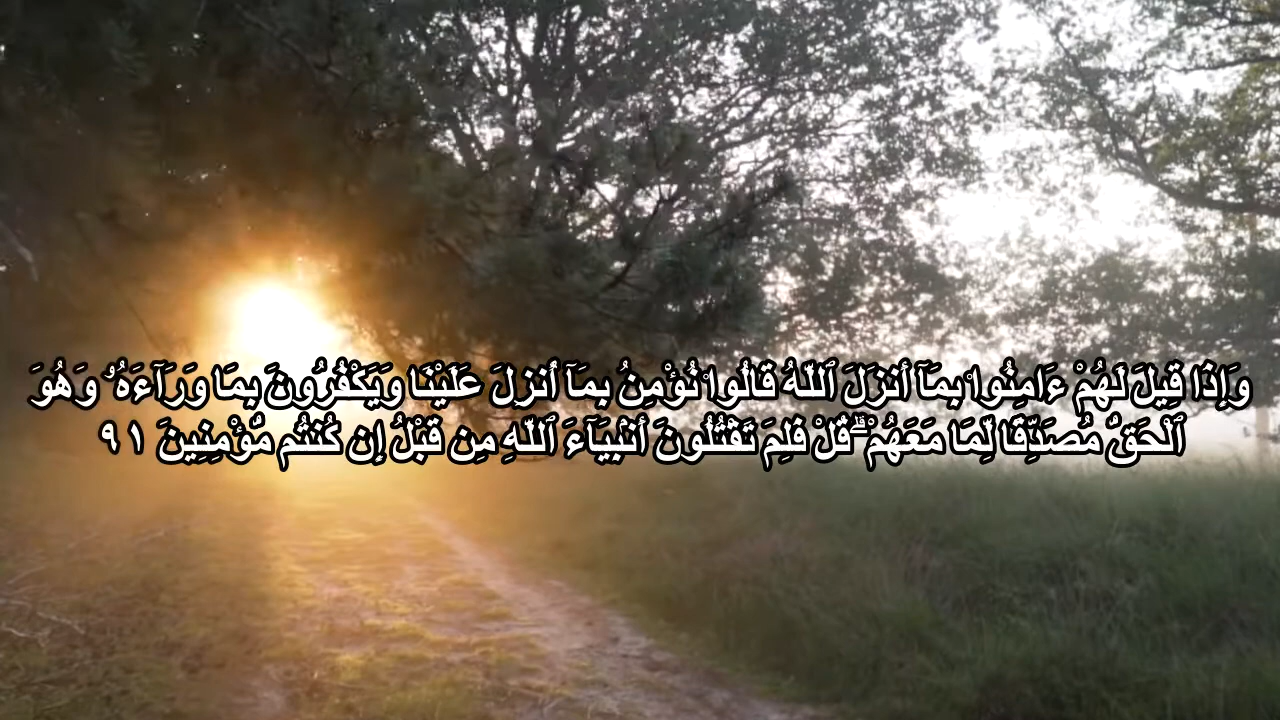 وَإِذَا قِيلَ لَهُمْ ءَامِنُوا۟ بِمَآ أَنزَلَ ٱللَّهُ قَالُوا۟ نُؤْمِنُ بِمَآ أُنزِلَ عَلَيْنَا وَيَكْفُرُونَ بِمَا وَرَآءَهُۥ وَهُوَ
ٱلْحَقُّ مُصَدِّقًا لِّمَا مَعَهُمْ ۗ قُلْ فَلِمَ تَقْتُلُونَ أَنۢبِيَآءَ ٱللَّهِ مِن قَبْلُ إِن كُنتُم مُّؤْمِنِينَ ٩١